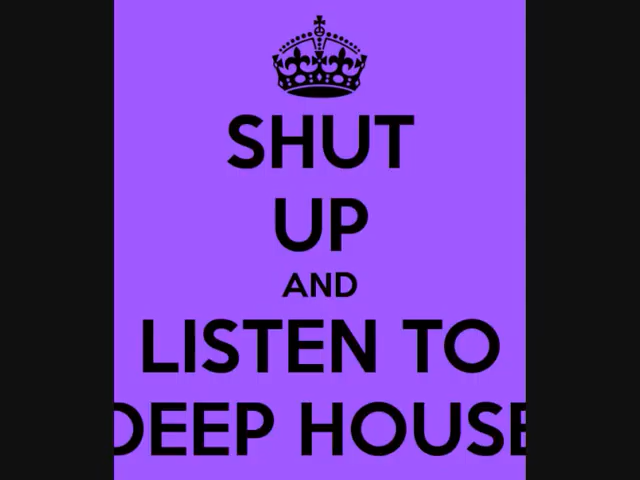 SHUT
UP
AND
LISTEN TO
DEEP HOUSE